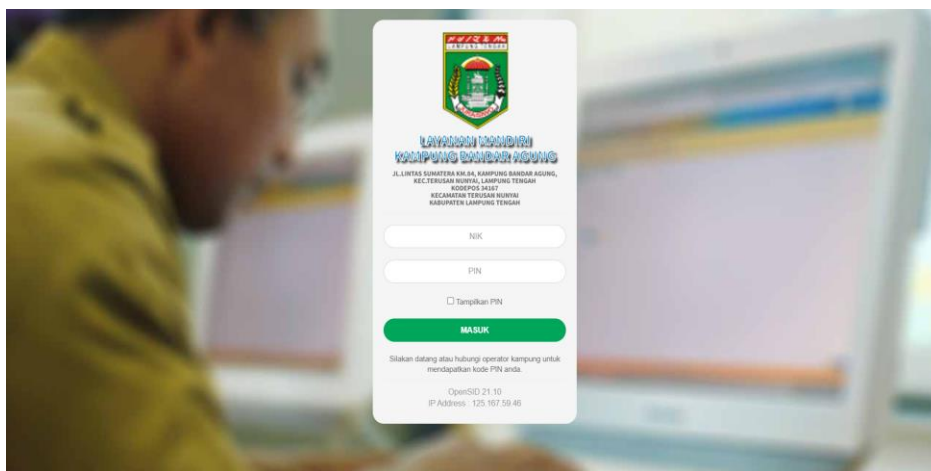 LAMPUNG TENGAH
LAYANAN MANDIRI
KAMPUNG BANDAR AGUNG
JL.LINTAS SUMATERA KM.84, KAMPUNG BANDAR AGUNG,
KEC.TERUSAN NUNYAI, LAMPUNG TENGAH
KODEPOS 34167
KECAMATAN TERUSAN NUNYAI
KABUPATEN LAMPUNG TENGAH
NIK
PIN
Tampilkan PIN
MASUK
Silakan datang atau hubungi operator kampung untuk
mendapatkan kode PIN anda.
OpenSID 21.10
IP Address : 125.167.59.46